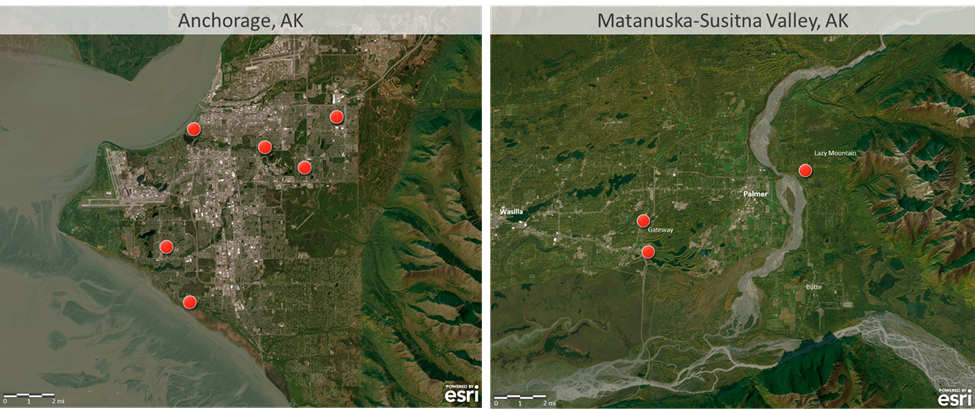 Anchorage, AK
Matanuska-Susitna Valley, AK
Lazy Mountain
Palmer
Wasilla
Gateway
Butte
POWERED BY
esri
0 1 2 mi
POWERED BY
esri
0 1 2 mi